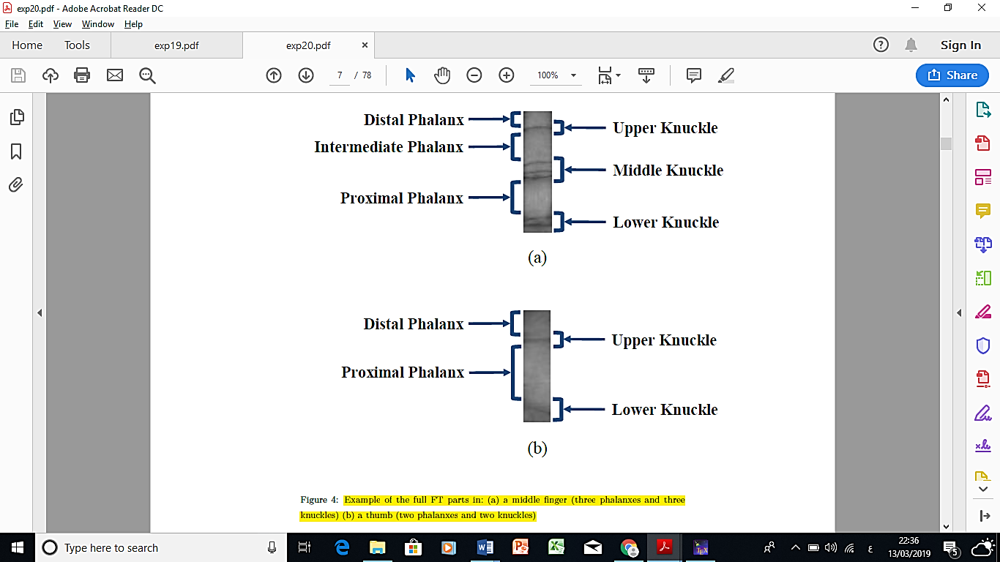 exp20.pdf - Adobe Acrobat Reader DC
File Edit View Window Help
Home Tools exp19.pdf exp20.pdf × Sign In
7 / 78 100% Share
Distal Phalanx
Upper Knuckle
Intermediate Phalanx
Middle Knuckle
Proximal Phalanx
Lower Knuckle
(a)
Distal Phalanx
Upper Knuckle
Proximal Phalanx
Lower Knuckle
(b)
Figure 4: Example of the full FT parts in: (a) a middle finger (three phalanxes and three
knuckles) (b) a thumb (two phalanxes and two knuckles)
Type here to search
ع
22:36
13/03/2019
5